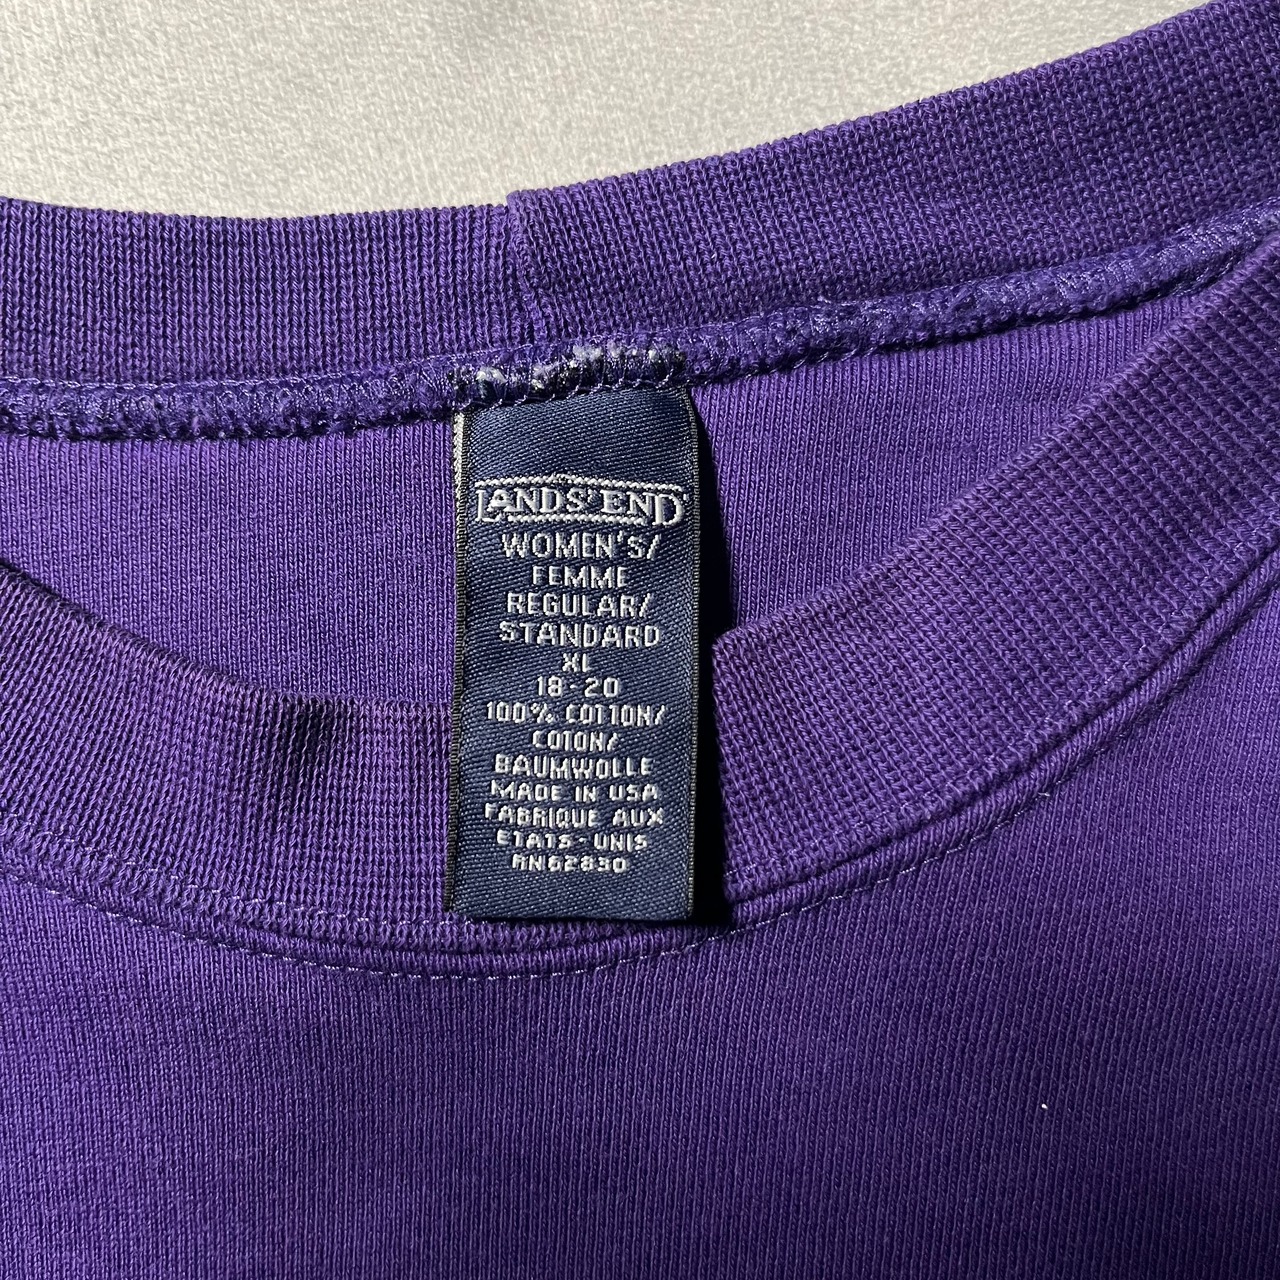 LANDS' END
WOMEN'S/
FEMME
REGULAR/
STANDARD
XL
18-20
100% COTTON/
COTON/
BAUMWOLLE
MADE IN USA
FABRIQUE AUX
ETATS-UNIS
RN62830